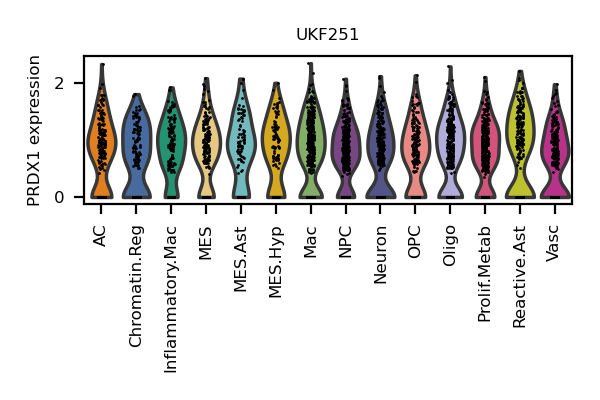 UKF251
PRDX1 expression
2
0
AC
Chromatin.Reg
Inflammatory.Mac
MES
MES.Ast
MES.Hyp
Mac
NPC
Neuron
OPC
Oligo
Prolif.Metab
Reactive.Ast
Vasc